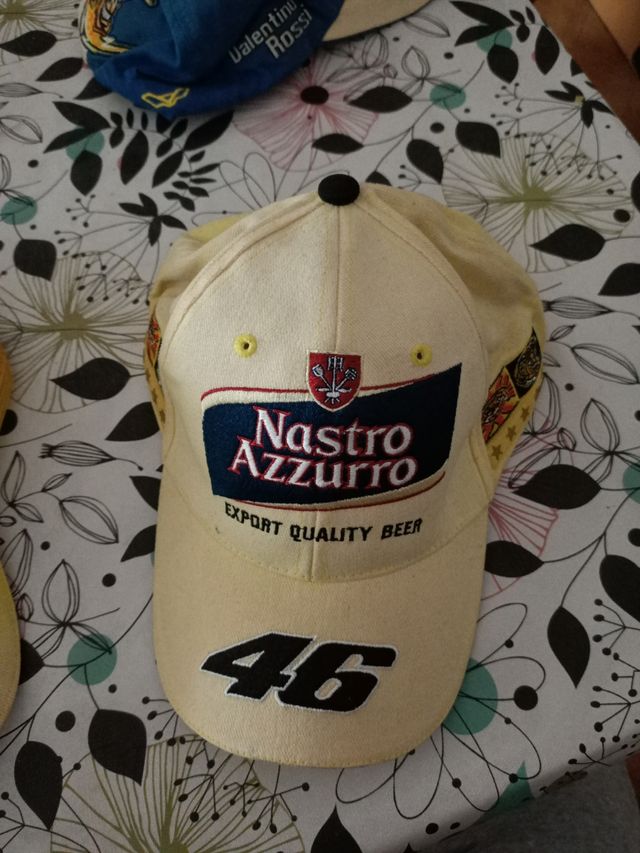 Valentino
Rossi
Nastro
Azzurro
EXPORT QUALITY BEER
46